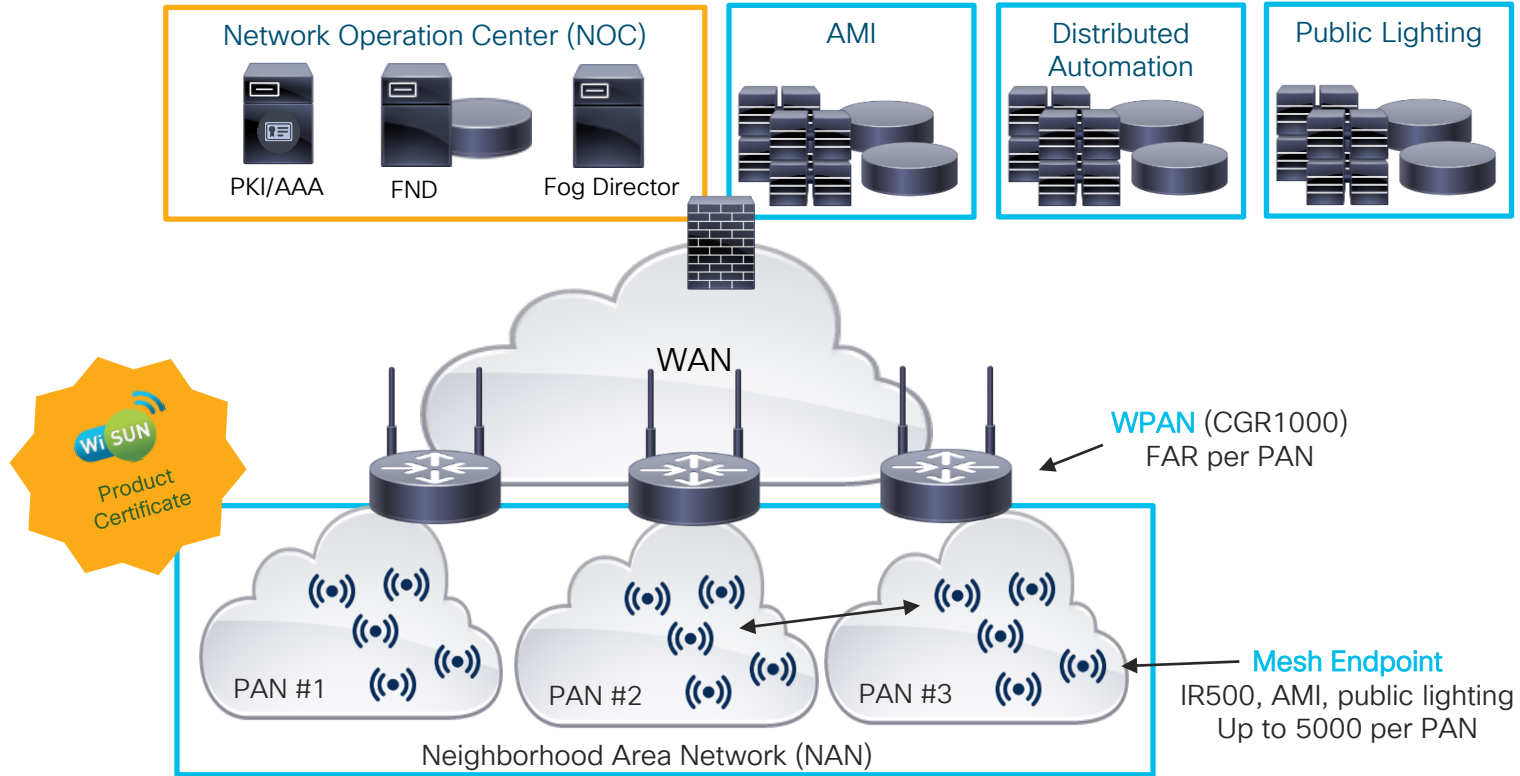 Network Operation Center (NOC)
PKI/AAA
FND
Fog Director
AMI
Distributed
Automation
Public Lighting
WAN
Wi SUN
Product
Certificate
WPAN (CGR1000)
FAR per PAN
PAN #1
PAN #2
PAN #3
Mesh Endpoint
IR500, AMI, public lighting
Up to 5000 per PAN
Neighborhood Area Network (NAN)